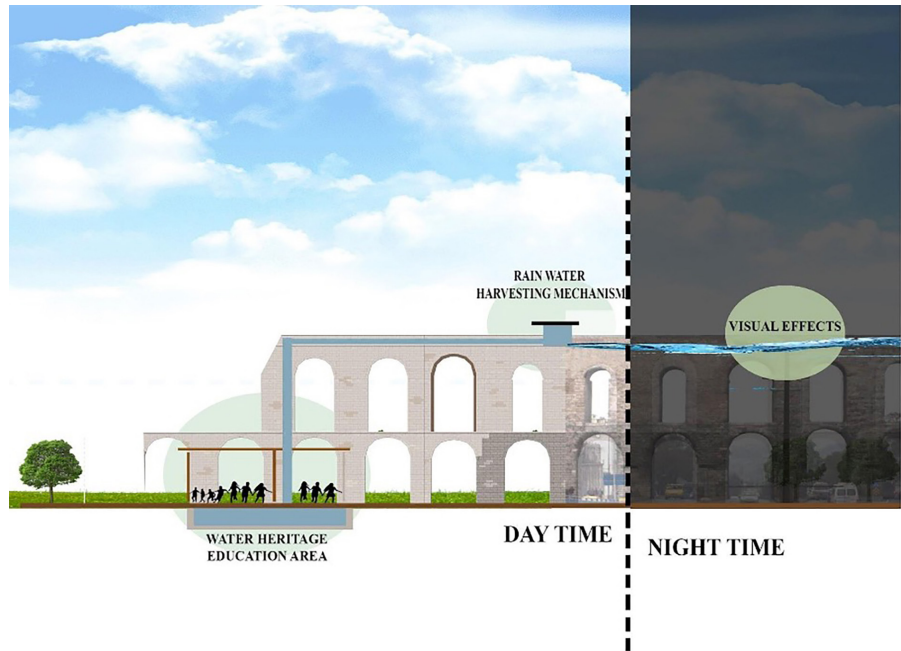 RAIN WATER
HARVESTING MECHANISM
VISUAL EFFECTS
WATER HERITAGE
EDUCATION AREA
DAY TIME
NIGHT TIME